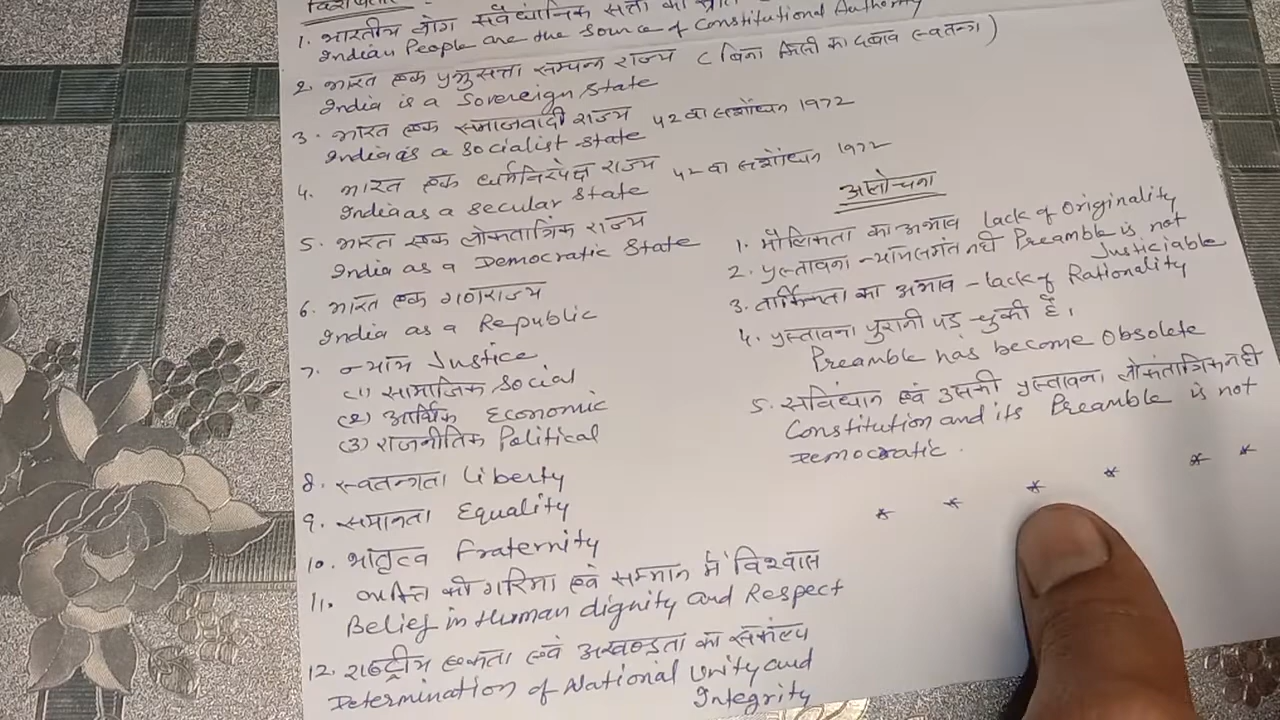 1. भारतीय लोग संवैधानिक सत्ता का
Indian People are the Source of Constitutional Authority
2. भारत एक प्रभुसत्ता सम्पन्न राज्य ( बिना किसी का दबाव स्वतन्त्र )
India is a Sovereign State
3. भारत एक समाजवादी राज्य 42 वा संशोधन 1972
India as a Socialist State
4. भारत एक धर्मनिरपेक्ष राज्य 42 वा संशोधन 1972
India as a Secular State
5. भारत एक लोकतांत्रिक राज्य
India as a Democratic State
6. भारत एक गणराज्य
India as a Republic
7. न्याय Justice
(1) सामाजिक Social
(2) आर्थिक Economic
(3) राजनीतिक Political
8. स्वतन्त्रता Liberty
9. समानता Equality
10. भातृत्व Fraternity
11. व्यक्ति की गरिमा एवं सम्मान में विश्वास
Belief in Human dignity and Respect
12. राष्ट्रीय एकता एवं अखण्डता का संकल्प
Determination of National Unity and
Integrity
आलोचना
1. मौलिकता का अभाव Lack of Originality
2. प्रस्तावना न्यायसंगत नही Preamble is not
Justiciable
3. तार्किकता का अभाव - Lack of Rationality
4. प्रस्तावना पुरानी पड़ चुकी है।
Preamble has become Obsolete
5. संविधान एवं उसकी प्रस्तावना लोकतांत्रिक नही
Constitution and its Preamble is not
Democratic.
* * * * * *